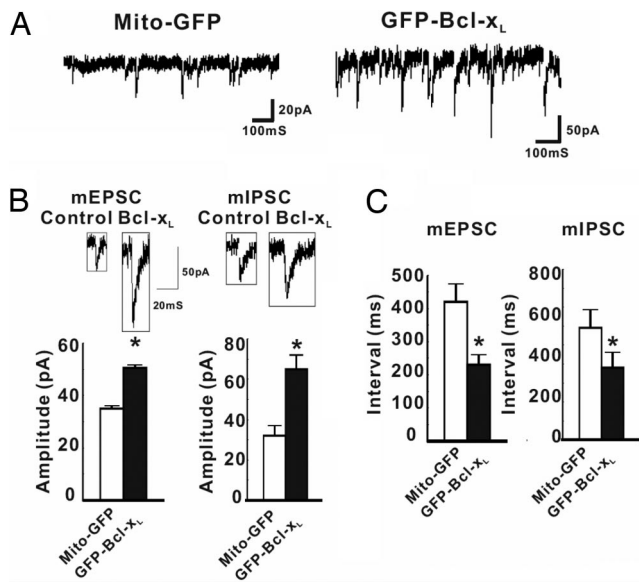 A
Mito-GFP
GFP-Bcl-xL
20pA
100mS
50pA
100mS
B
mEPSC
Control Bcl-xL
mIPSC
Control Bcl-xL
50pA
20mS
Amplitude (pA)
60
40
20
0
Mito-GFP
GFP-Bcl-xL
Amplitude (pA)
80
60
40
20
0
Mito-GFP
GFP-Bcl-xL
*
*
C
mEPSC
mIPSC
Interval (ms)
500
400
300
200
100
0
Mito-GFP
GFP-Bcl-xL
Interval (ms)
800
600
400
200
0
Mito-GFP
GFP-Bcl-xL
*
*